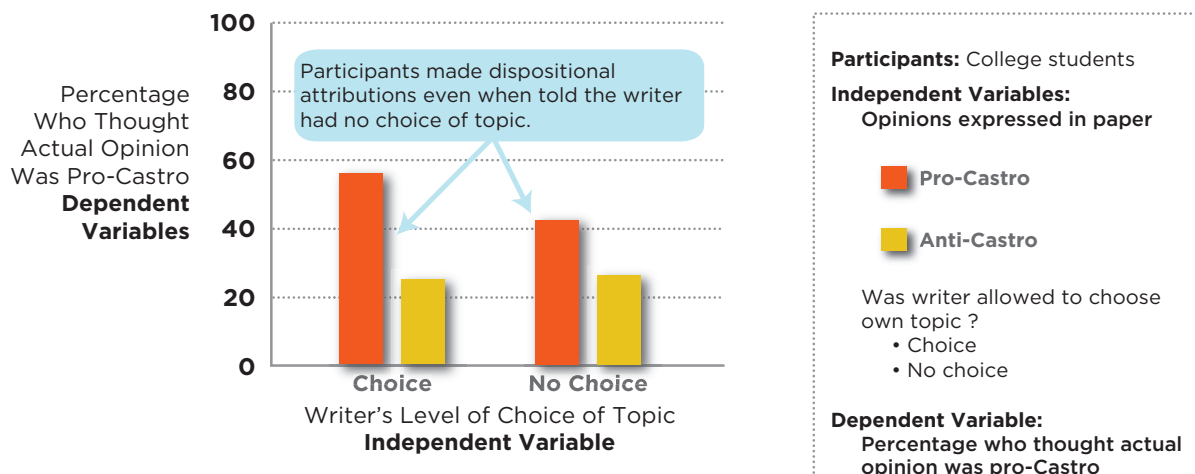 100
80
60
40
20
0
Percentage
Who Thought
Actual Opinion
Was Pro-Castro
Dependent
Variables
Participants made dispositional
attributions even when told the writer
had no choice of topic.
Choice
No Choice
Writer's Level of Choice of Topic
Independent Variable
Participants: College students
Independent Variables:
Opinions expressed in paper
Pro-Castro
Anti-Castro
Was writer allowed to choose
own topic ?
• Choice
• No choice
Dependent Variable:
Percentage who thought actual
opinion was pro-Castro